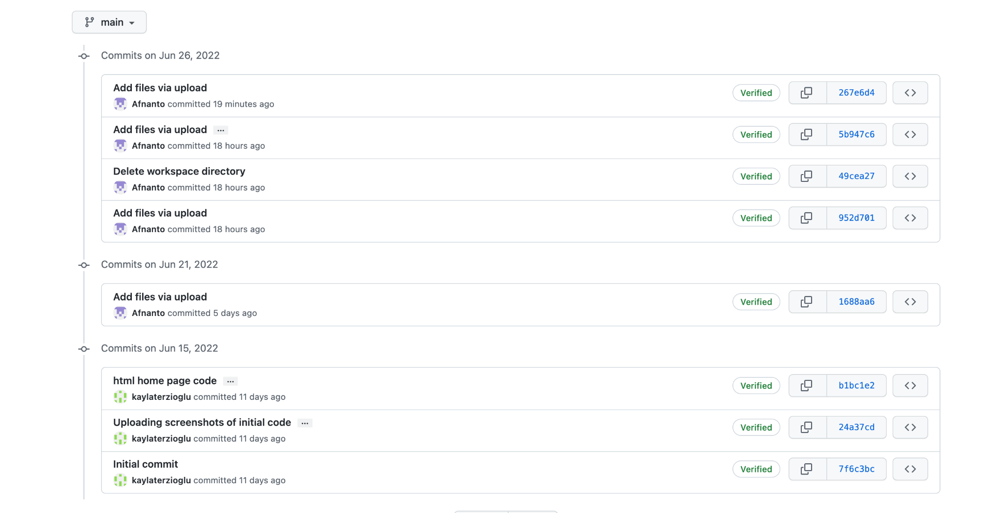 main
Commits on Jun 26, 2022
Add files via upload
Afnanto committed 19 minutes ago
Verified
267e6d4
Add files via upload ...
Afnanto committed 18 hours ago
Verified
5b947c6
Delete workspace directory
Afnanto committed 18 hours ago
Verified
49cea27
Add files via upload
Afnanto committed 18 hours ago
Verified
952d701
Commits on Jun 21, 2022
Add files via upload
Afnanto committed 5 days ago
Verified
1688aa6
Commits on Jun 15, 2022
html home page code ...
kaylaterzioglu committed 11 days ago
Verified
b1bc1e2
Uploading screenshots of initial code ...
kaylaterzioglu committed 11 days ago
Verified
24a37cd
Initial commit
kaylaterzioglu committed 11 days ago
Verified
7f6c3bc